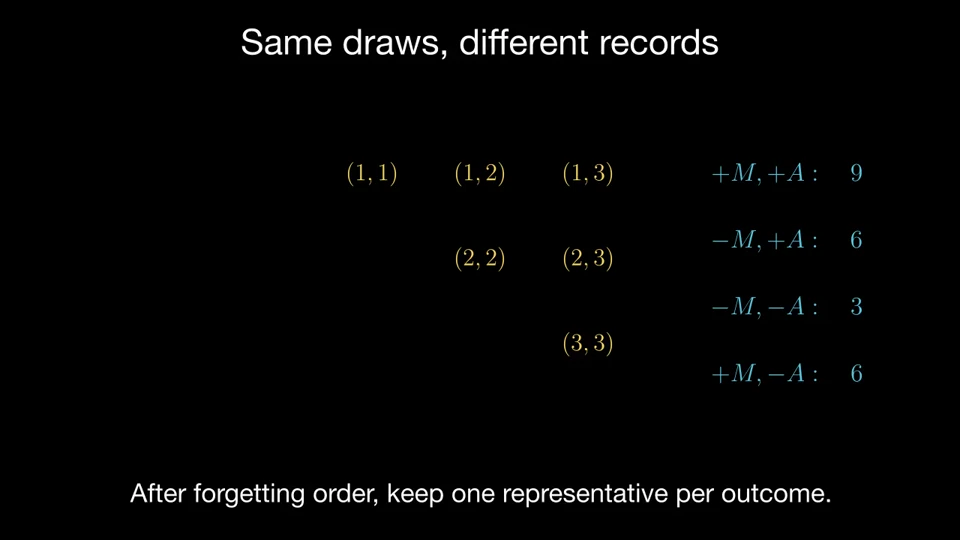 Same draws, different records
(1, 1) (1, 2) (1, 3) +M, +A : 9
−M, +A : 6
(2, 2) (2, 3)
−M, −A : 3
(3, 3)
+M, −A : 6
After forgetting order, keep one representative per outcome.